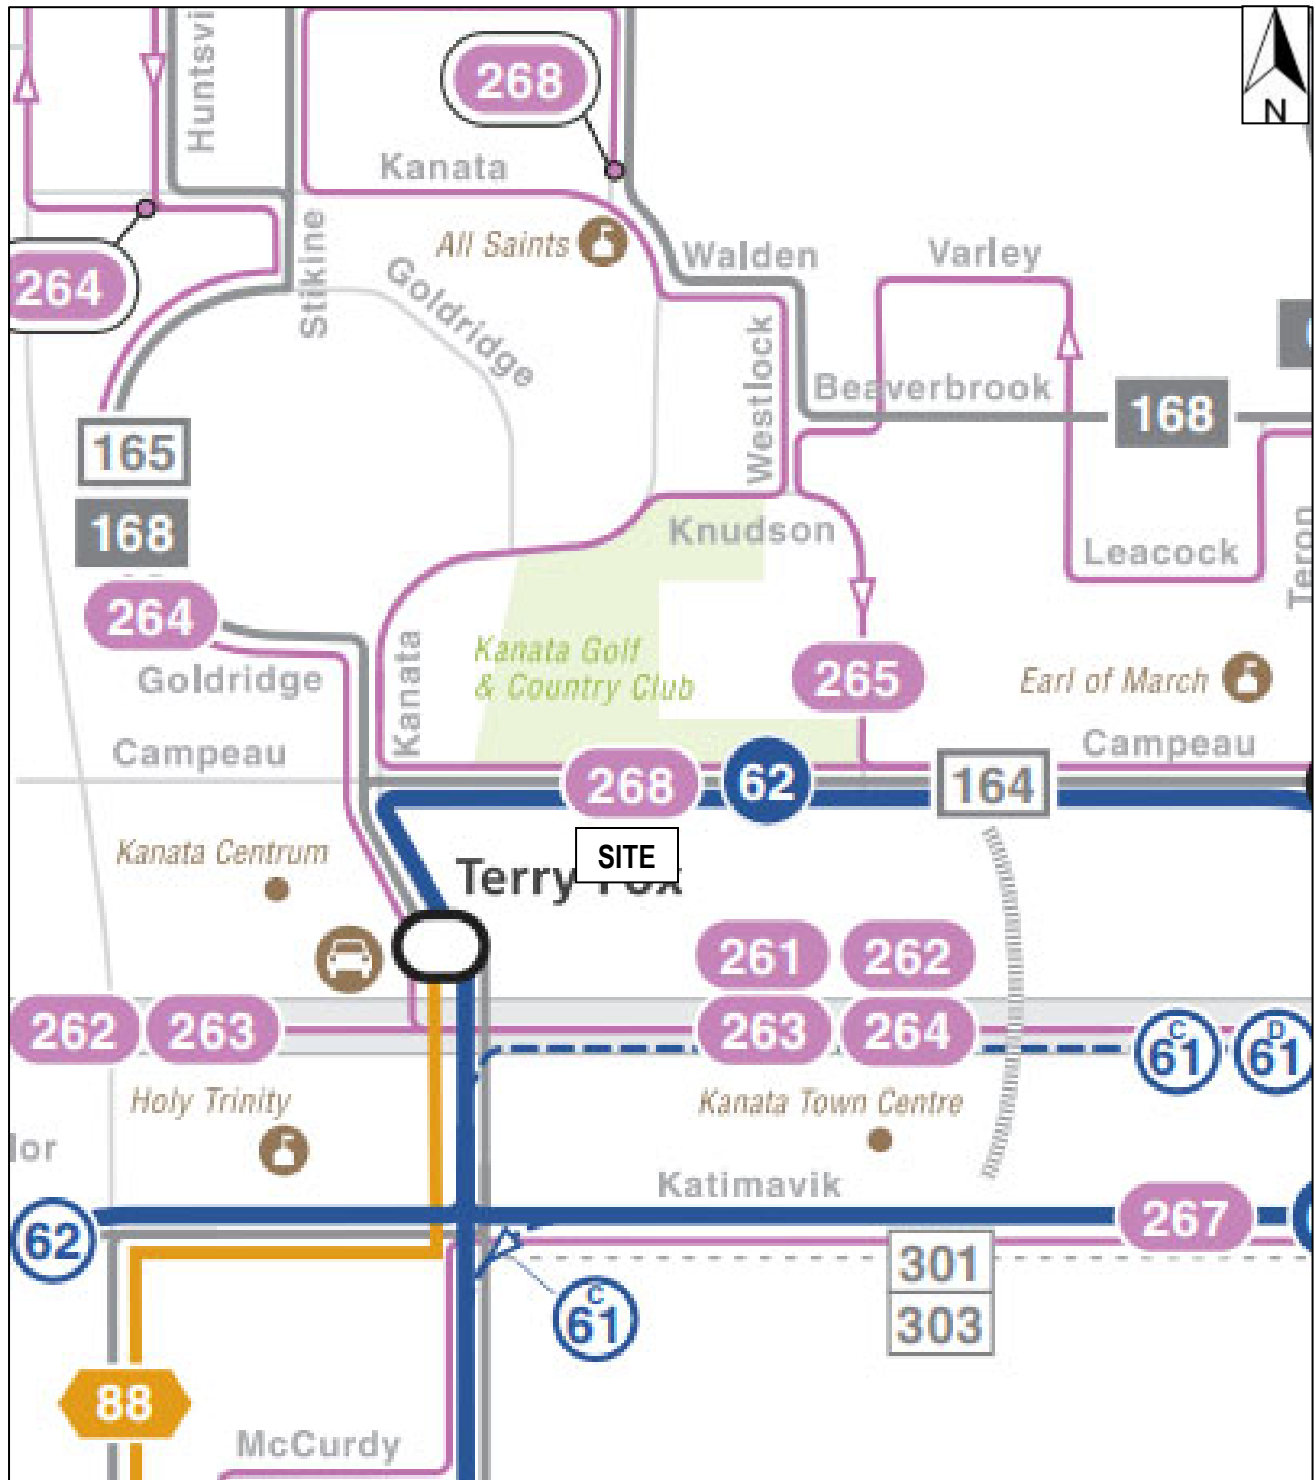 Huntsvi
268
N
Kanata
All Saints
Walden
Varley
264
Stikine
Goldridge
Westlock
Beaverbrook
168
165
168
Knudson
Leacock
Teron
264
Goldridge
Kanata
Kanata Golf
& Country Club
265
Earl of March
Campeau
Campeau
268
62
164
Kanata Centrum
SITE
Terry Fox
261
262
262
263
263
264
C
61
D
61
Holy Trinity
Kanata Town Centre
lor
Katimavik
62
267
301
303
C
61
88
McCurdy